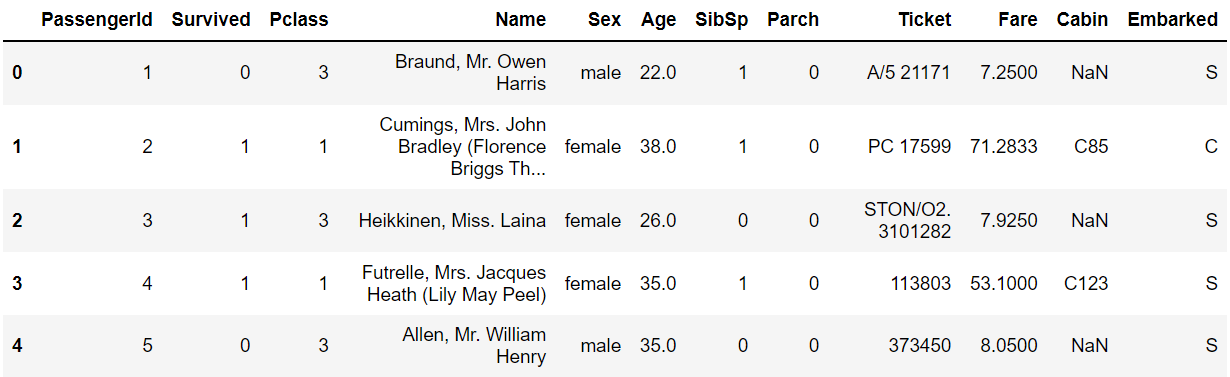 PassengerId Survived Pclass Name Sex Age SibSp Parch Ticket Fare Cabin Embarked
0 1 0 3 Braund, Mr. Owen Harris male 22.0 1 0 A/5 21171 7.2500 NaN S
1 2 1 1 Cumings, Mrs. John Bradley (Florence Briggs Th... female 38.0 1 0 PC 17599 71.2833 C85 C
2 3 1 3 Heikkinen, Miss. Laina female 26.0 0 0 STON/O2. 3101282 7.9250 NaN S
3 4 1 1 Futrelle, Mrs. Jacques Heath (Lily May Peel) female 35.0 1 0 113803 53.1000 C123 S
4 5 0 3 Allen, Mr. William Henry male 35.0 0 0 373450 8.0500 NaN S